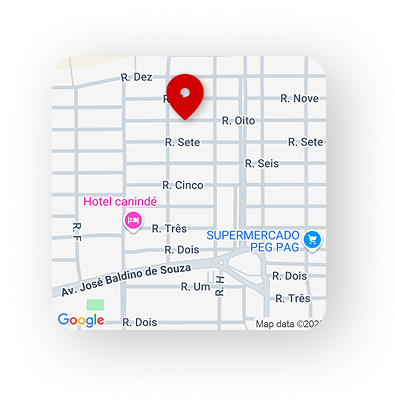 R. Dez
R.
R. Nove
R. Oito
R. Sete
R. Sete
R. Seis
R. Cinco
Hotel canindé
R. F
R. Três
SUPERMERCADO
PEG PAG
R. Dois
Av. José Baldino de Souza
R. H
R. Dois
R. Um
R. Três
Google
R. Dois
Map data ©202